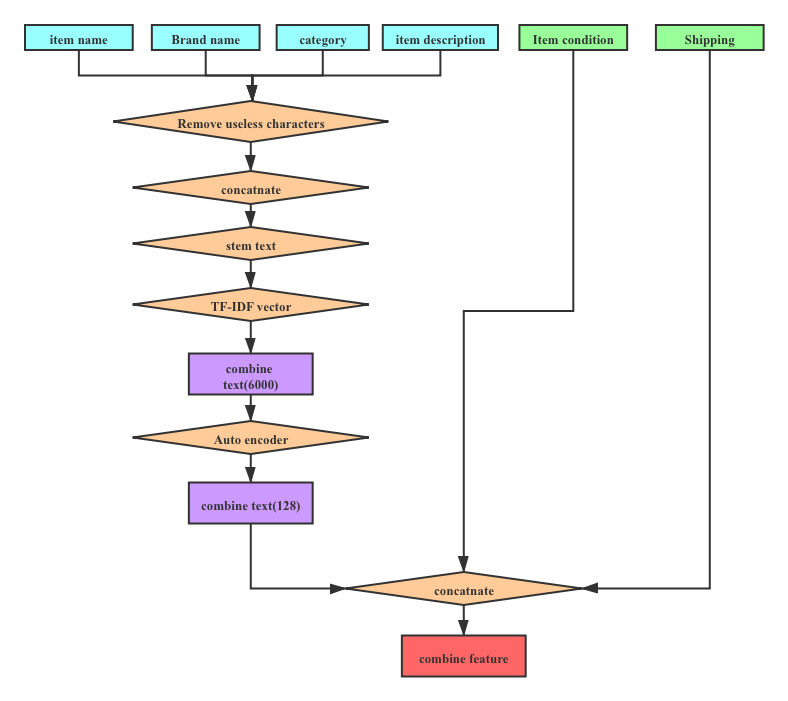 item name
Brand name
category
item description
Item condition
Shipping
Remove useless characters
concatnate
stem text
TF-IDF vector
combine
text(6000)
Auto encoder
combine text(128)
concatnate
combine feature